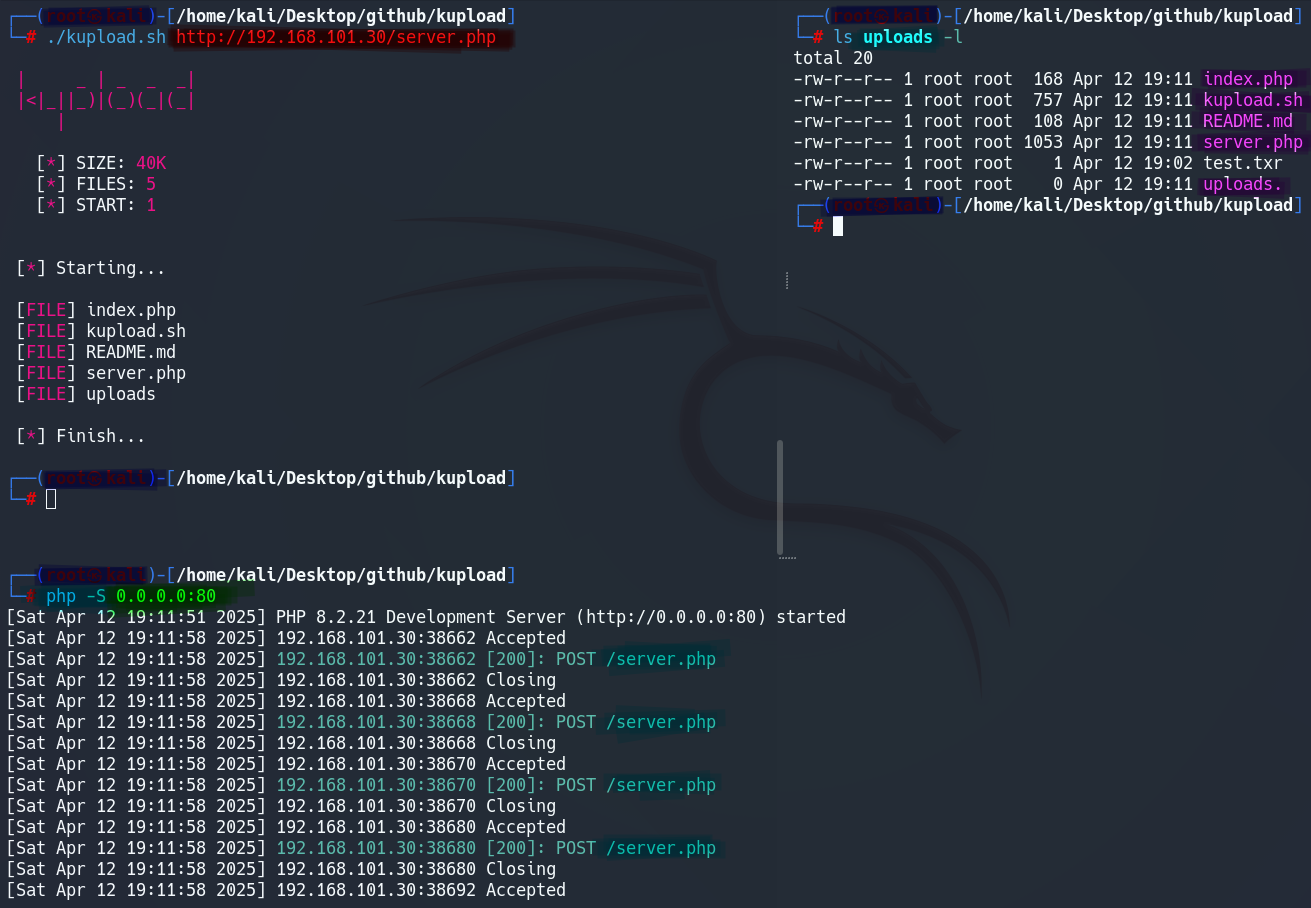 ┌──(root㉿kali)-[/home/kali/Desktop/github/kupload]
└─# ./kupload.sh http://192.168.101.30/server.php
|     _ | _  _  _|
|<|_||_)|(_)(_|(_|
    |
[*] SIZE: 40K
[*] FILES: 5
[*] START: 1
[*] Starting...
[FILE] index.php
[FILE] kupload.sh
[FILE] README.md
[FILE] server.php
[FILE] uploads
[*] Finish...
┌──(root㉿kali)-[/home/kali/Desktop/github/kupload]
└─#
┌──(root㉿kali)-[/home/kali/Desktop/github/kupload]
└─# ls uploads -l
total 20
-rw-r--r-- 1 root root  168 Apr 12 19:11 index.php
-rw-r--r-- 1 root root  757 Apr 12 19:11 kupload.sh
-rw-r--r-- 1 root root  108 Apr 12 19:11 README.md
-rw-r--r-- 1 root root 1053 Apr 12 19:11 server.php
-rw-r--r-- 1 root root    1 Apr 12 19:02 test.txr
-rw-r--r-- 1 root root    0 Apr 12 19:11 uploads.
┌──(root㉿kali)-[/home/kali/Desktop/github/kupload]
└─#
┌──(root㉿kali)-[/home/kali/Desktop/github/kupload]
└─# php -S 0.0.0.0:80
[Sat Apr 12 19:11:51 2025] PHP 8.2.21 Development Server (http://0.0.0.0:80) started
[Sat Apr 12 19:11:58 2025] 192.168.101.30:38662 Accepted
[Sat Apr 12 19:11:58 2025] 192.168.101.30:38662 [200]: POST /server.php
[Sat Apr 12 19:11:58 2025] 192.168.101.30:38662 Closing
[Sat Apr 12 19:11:58 2025] 192.168.101.30:38668 Accepted
[Sat Apr 12 19:11:58 2025] 192.168.101.30:38668 [200]: POST /server.php
[Sat Apr 12 19:11:58 2025] 192.168.101.30:38668 Closing
[Sat Apr 12 19:11:58 2025] 192.168.101.30:38670 Accepted
[Sat Apr 12 19:11:58 2025] 192.168.101.30:38670 [200]: POST /server.php
[Sat Apr 12 19:11:58 2025] 192.168.101.30:38670 Closing
[Sat Apr 12 19:11:58 2025] 192.168.101.30:38680 Accepted
[Sat Apr 12 19:11:58 2025] 192.168.101.30:38680 [200]: POST /server.php
[Sat Apr 12 19:11:58 2025] 192.168.101.30:38680 Closing
[Sat Apr 12 19:11:58 2025] 192.168.101.30:38692 Accepted